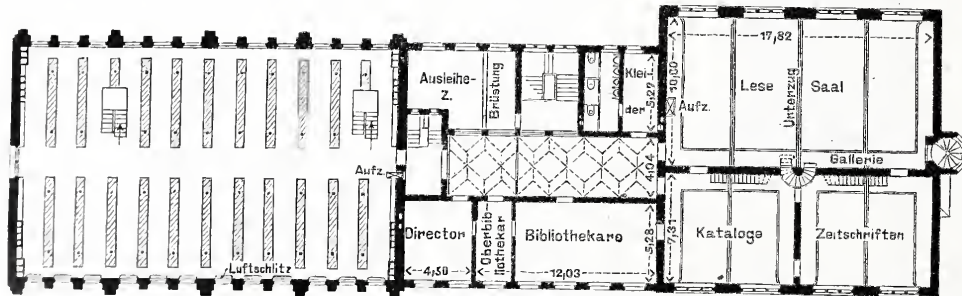 17,82
Ausleihe-
Z.
Brüstung
Klei-
der
5,27
10,00
Aufz.
Lese
Unterzug
Saal
Gallerie
4,04
Aufz.
Director
Oberbib-
liothekar
Bibliothekare
5,28
7,31
Kataloge
Zeitschriften
Luftschlitz
4,50
12,03